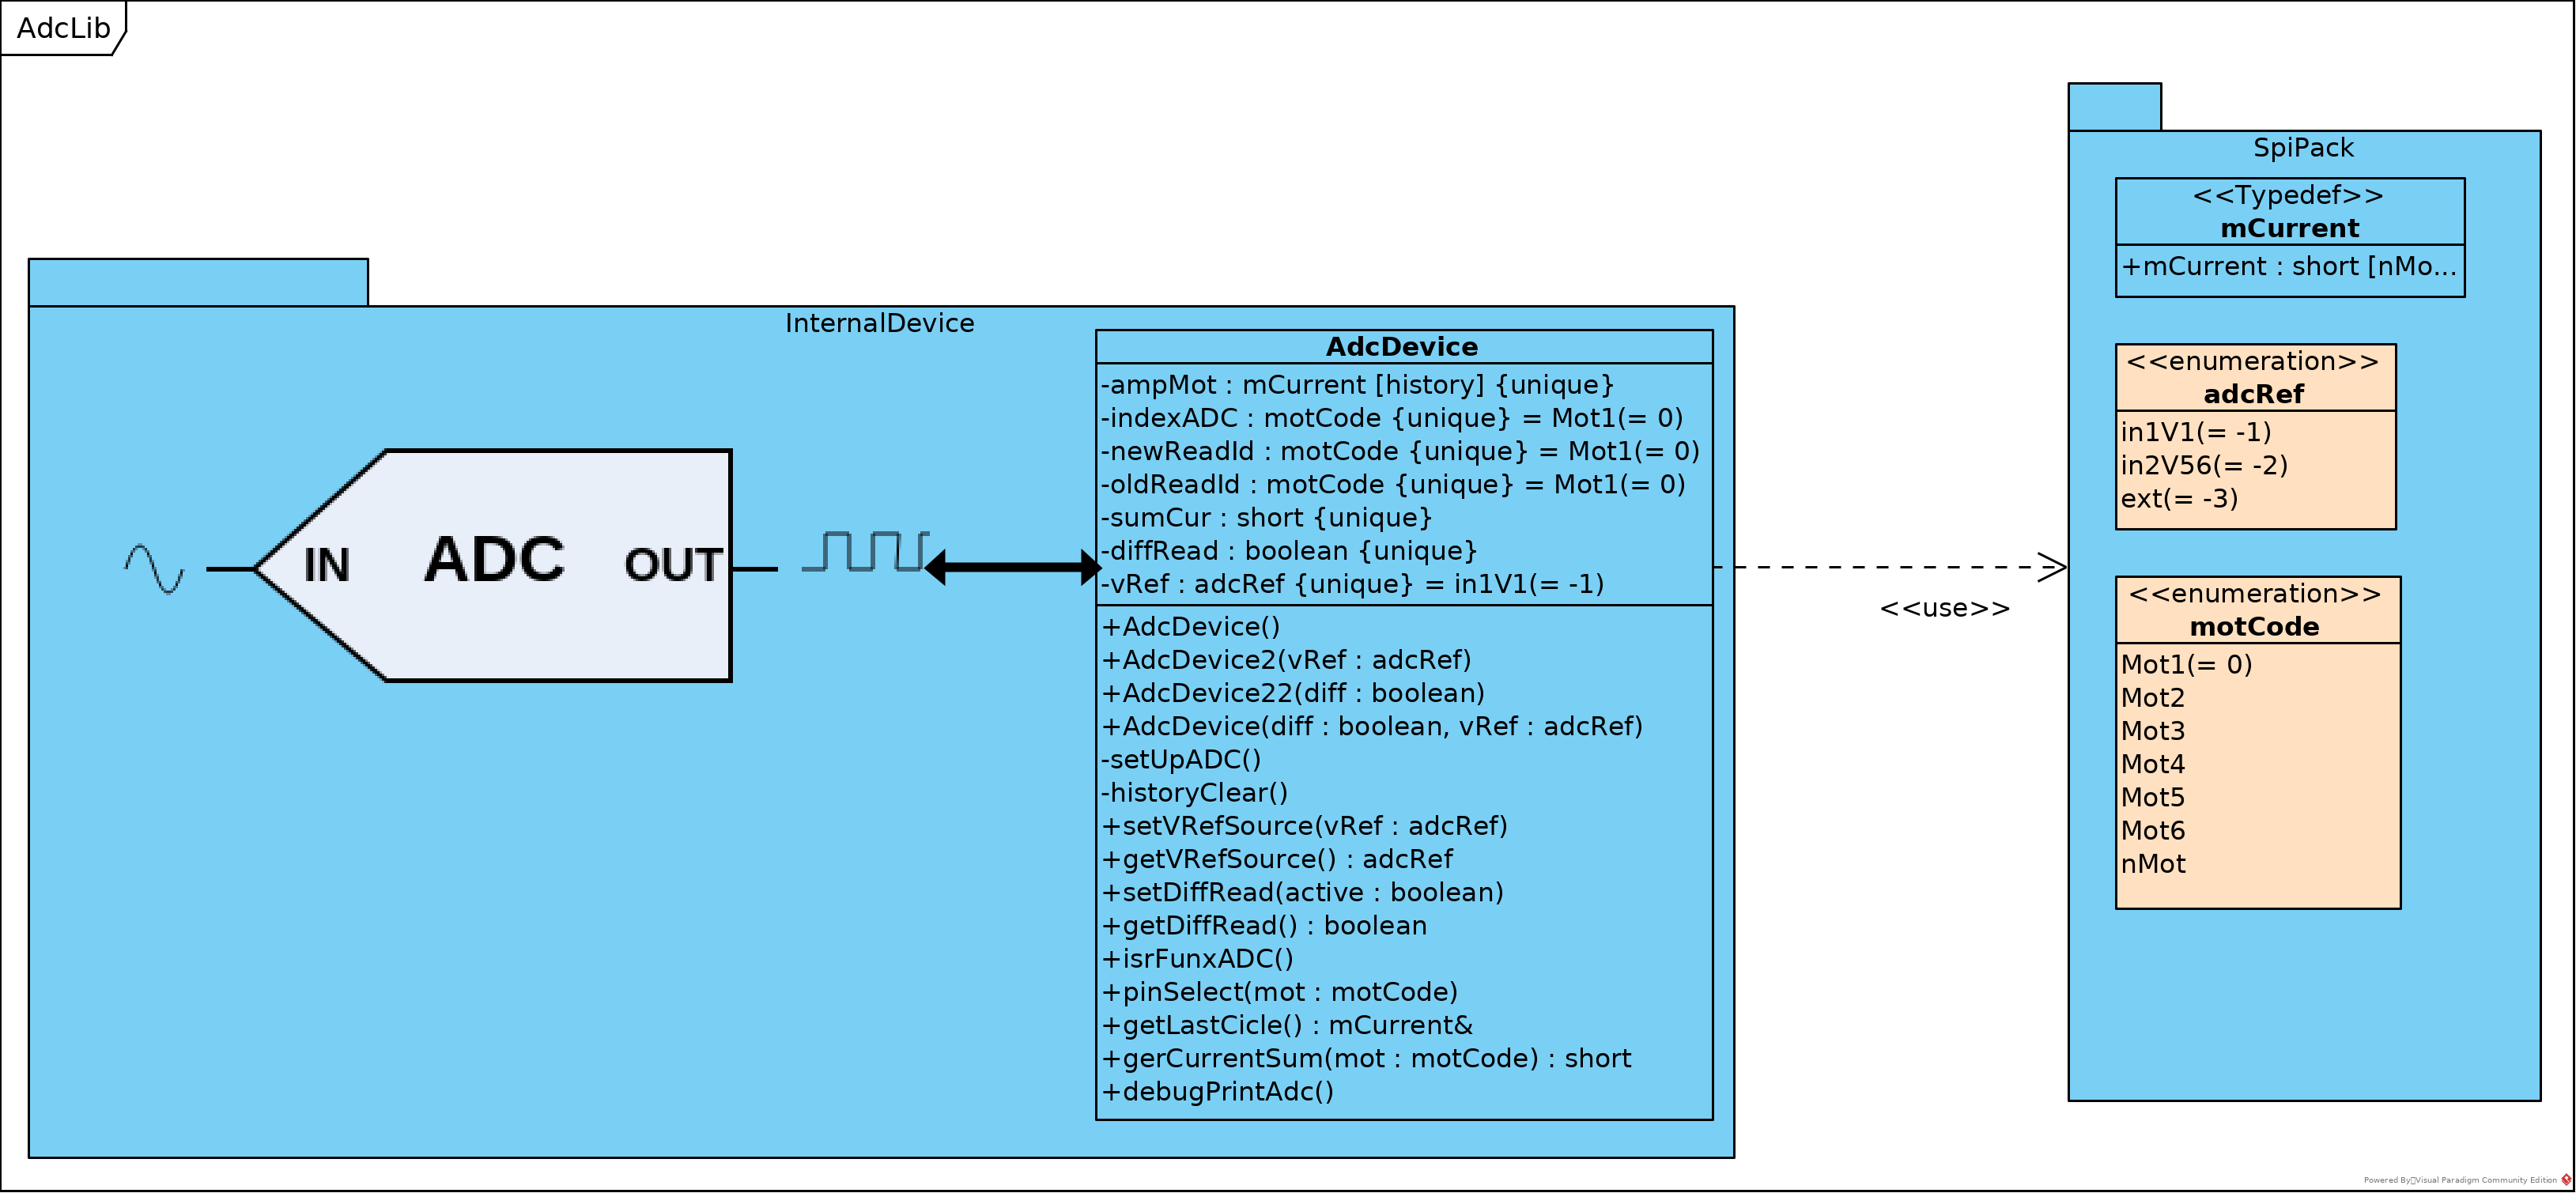 AdcLib
InternalDevice
IN
ADC
OUT
AdcDevice
-ampMot : mCurrent [history] {unique}
-indexADC : motCode {unique} = Mot1(= 0)
-newReadId : motCode {unique} = Mot1(= 0)
-oldReadId : motCode {unique} = Mot1(= 0)
-sumCur : short {unique}
-diffRead : boolean {unique}
-vRef : adcRef {unique} = in1V1(= -1)
+AdcDevice()
+AdcDevice2(vRef : adcRef)
+AdcDevice22(diff : boolean)
+AdcDevice(diff : boolean, vRef : adcRef)
-setUpADC()
-historyClear()
+setVRefSource(vRef : adcRef)
+getVRefSource() : adcRef
+setDiffRead(active : boolean)
+getDiffRead() : boolean
+isrFunxADC()
+pinSelect(mot : motCode)
+getLastCicle() : mCurrent&
+gerCurrentSum(mot : motCode) : short
+debugPrintAdc()
<<use>>
SpiPack
<<Typedef>>
mCurrent
+mCurrent : short [nMo...
<<enumeration>>
adcRef
in1V1(= -1)
in2V56(= -2)
ext(= -3)
<<enumeration>>
motCode
Mot1(= 0)
Mot2
Mot3
Mot4
Mot5
Mot6
nMot
Powered By Visual Paradigm Community Edition